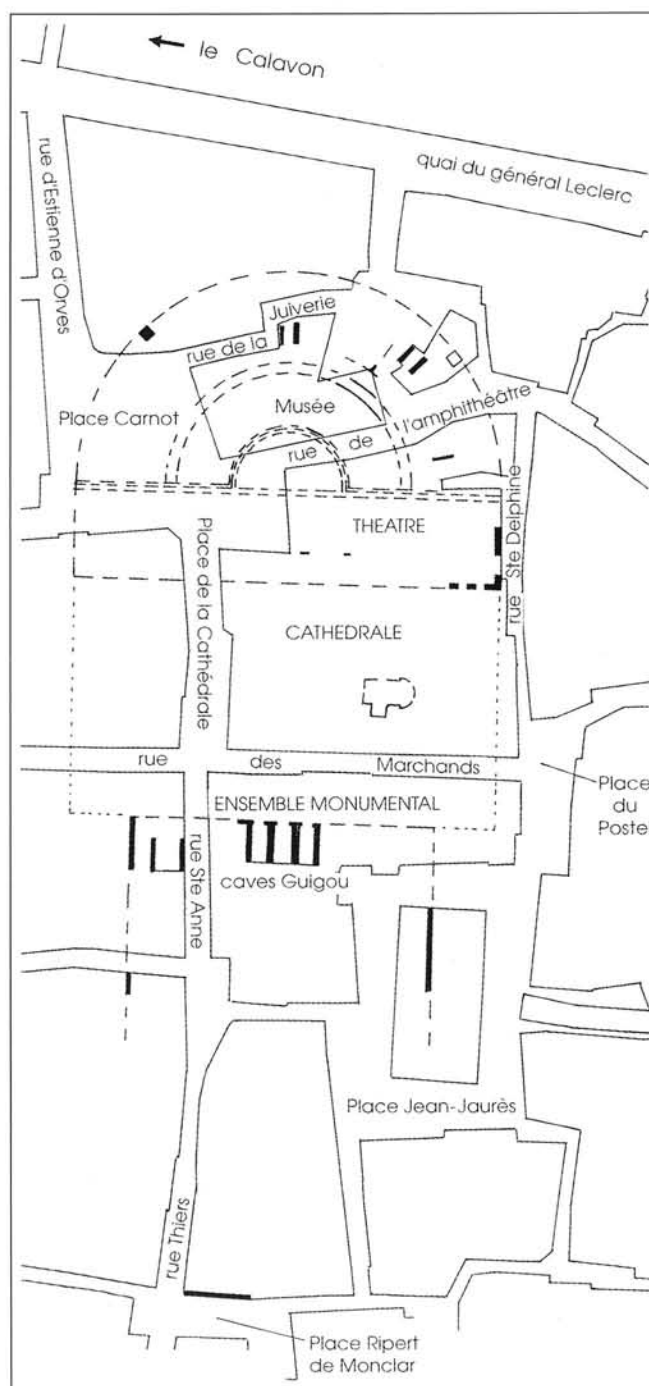 le Calavon
quai du général Leclerc
rue d'Estienne d'Orves
rue de la Juiverie
Place Carnot
Musée
rue de l'amphithéâtre
THEATRE
rue Ste Delphine
Place de la Cathédrale
CATHEDRALE
rue des Marchands
Place
du
Postel
ENSEMBLE MONUMENTAL
rue Ste Anne
caves Guigou
Place Jean-Jaurès
rue Thiers
Place Ripert
de Monclar